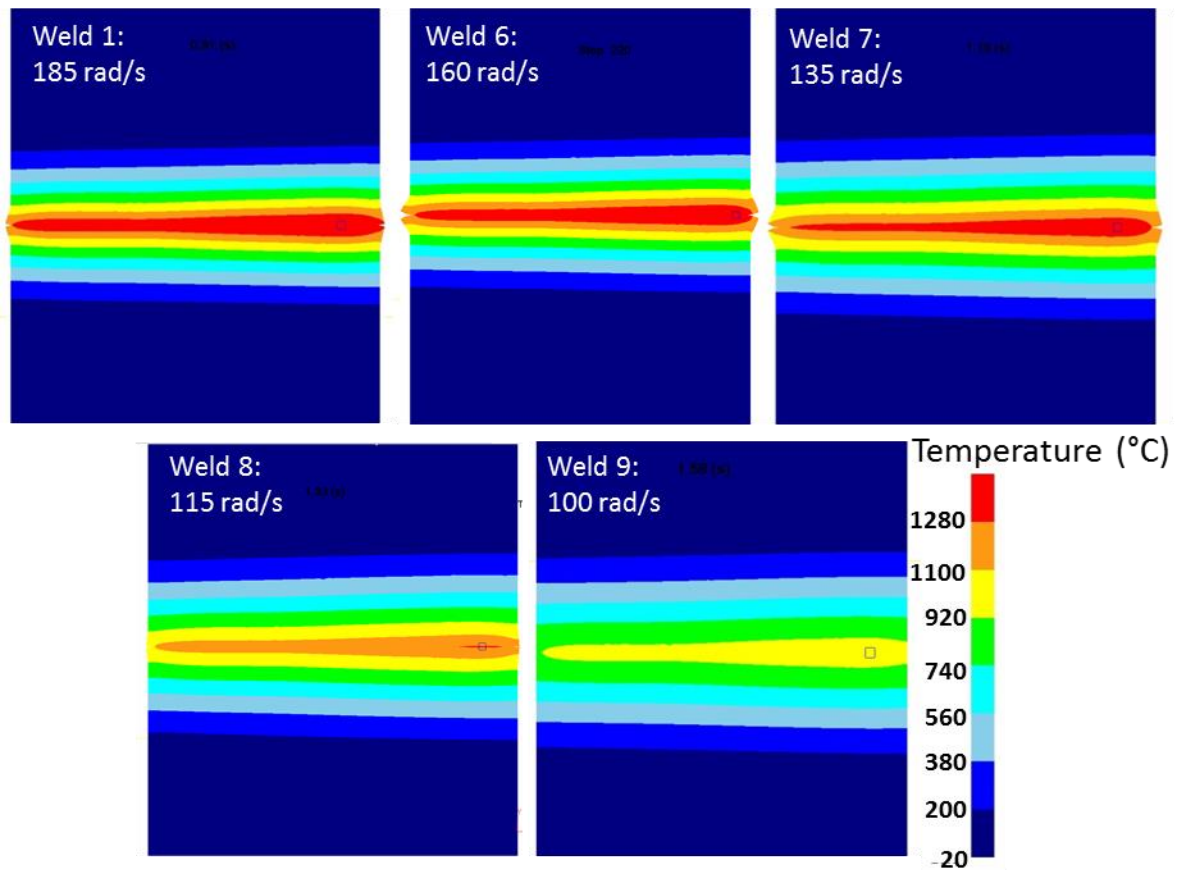 Weld 1:
185 rad/s
Weld 6:
160 rad/s
Weld 7:
135 rad/s
Weld 8:
115 rad/s
Weld 9:
100 rad/s
Temperature (°C)
1280
1100
920
740
560
380
200
20